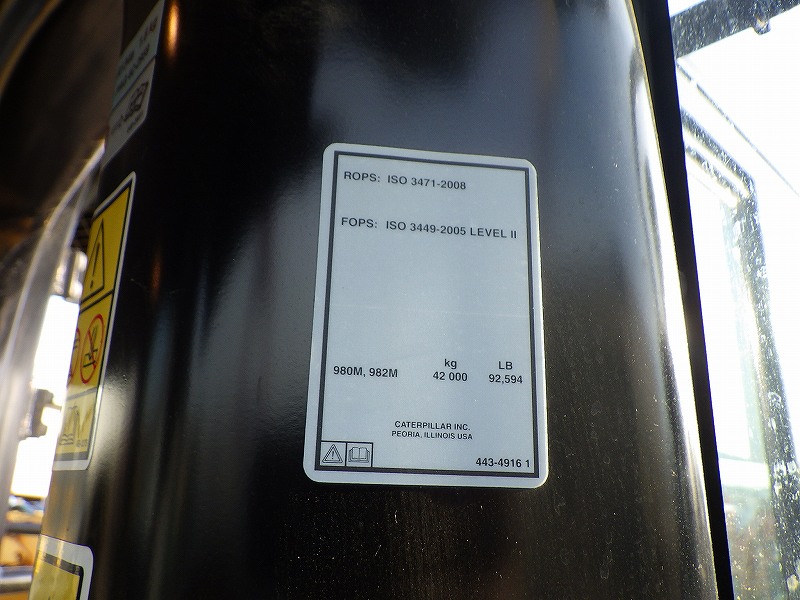 ROPS: ISO 3471-2008
FOPS: ISO 3449-2005 LEVEL II
kg LB
980M, 982M 42 000 92,594
CATERPILLAR INC.
PEORIA, ILLINOIS USA
443-4916 1